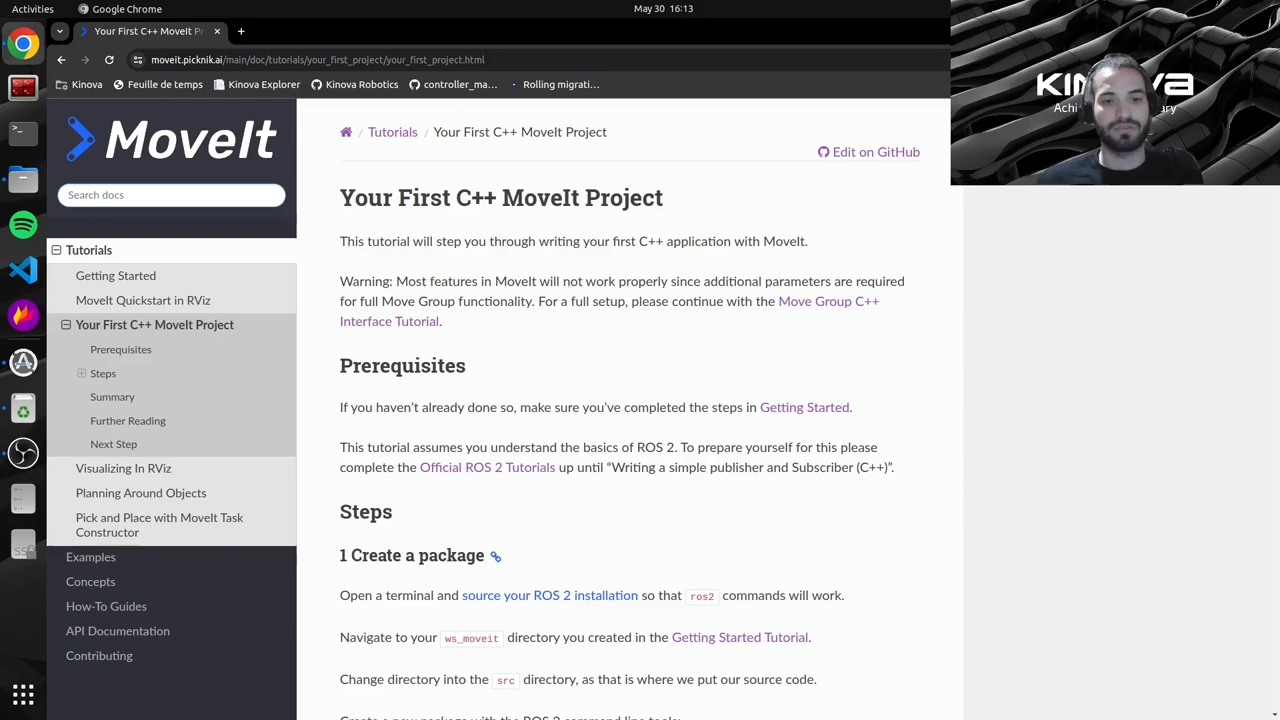 Activities
Google Chrome
May 30 16:13
Your First C++ MoveIt Pr
moveit.picknik.ai/main/doc/tutorials/your_first_project/your_first_project.html
Kinova
Feuille de temps
Kinova Explorer
Kinova Robotics
controller_ma...
Rolling migrati...
MoveIt
Search docs
Tutorials
Getting Started
MoveIt Quickstart in RViz
Your First C++ MoveIt Project
Prerequisites
Steps
Summary
Further Reading
Next Step
Visualizing In RViz
Planning Around Objects
Pick and Place with MoveIt Task
Constructor
Examples
Concepts
How-To Guides
API Documentation
Contributing
/ Tutorials / Your First C++ MoveIt Project
Edit on GitHub
Your First C++ MoveIt Project
This tutorial will step you through writing your first C++ application with MoveIt.
Warning: Most features in MoveIt will not work properly since additional parameters are required
for full Move Group functionality. For a full setup, please continue with the Move Group C++
Interface Tutorial.
Prerequisites
If you haven't already done so, make sure you've completed the steps in Getting Started.
This tutorial assumes you understand the basics of ROS 2. To prepare yourself for this please
complete the Official ROS 2 Tutorials up until “Writing a simple publisher and Subscriber (C++)”.
Steps
1 Create a package
Open a terminal and source your ROS 2 installation so that ros2 commands will work.
Navigate to your ws_moveit directory you created in the Getting Started Tutorial.
Change directory into the src directory, as that is where we put our source code.
Create a new package with the ROS 2 command line tools: